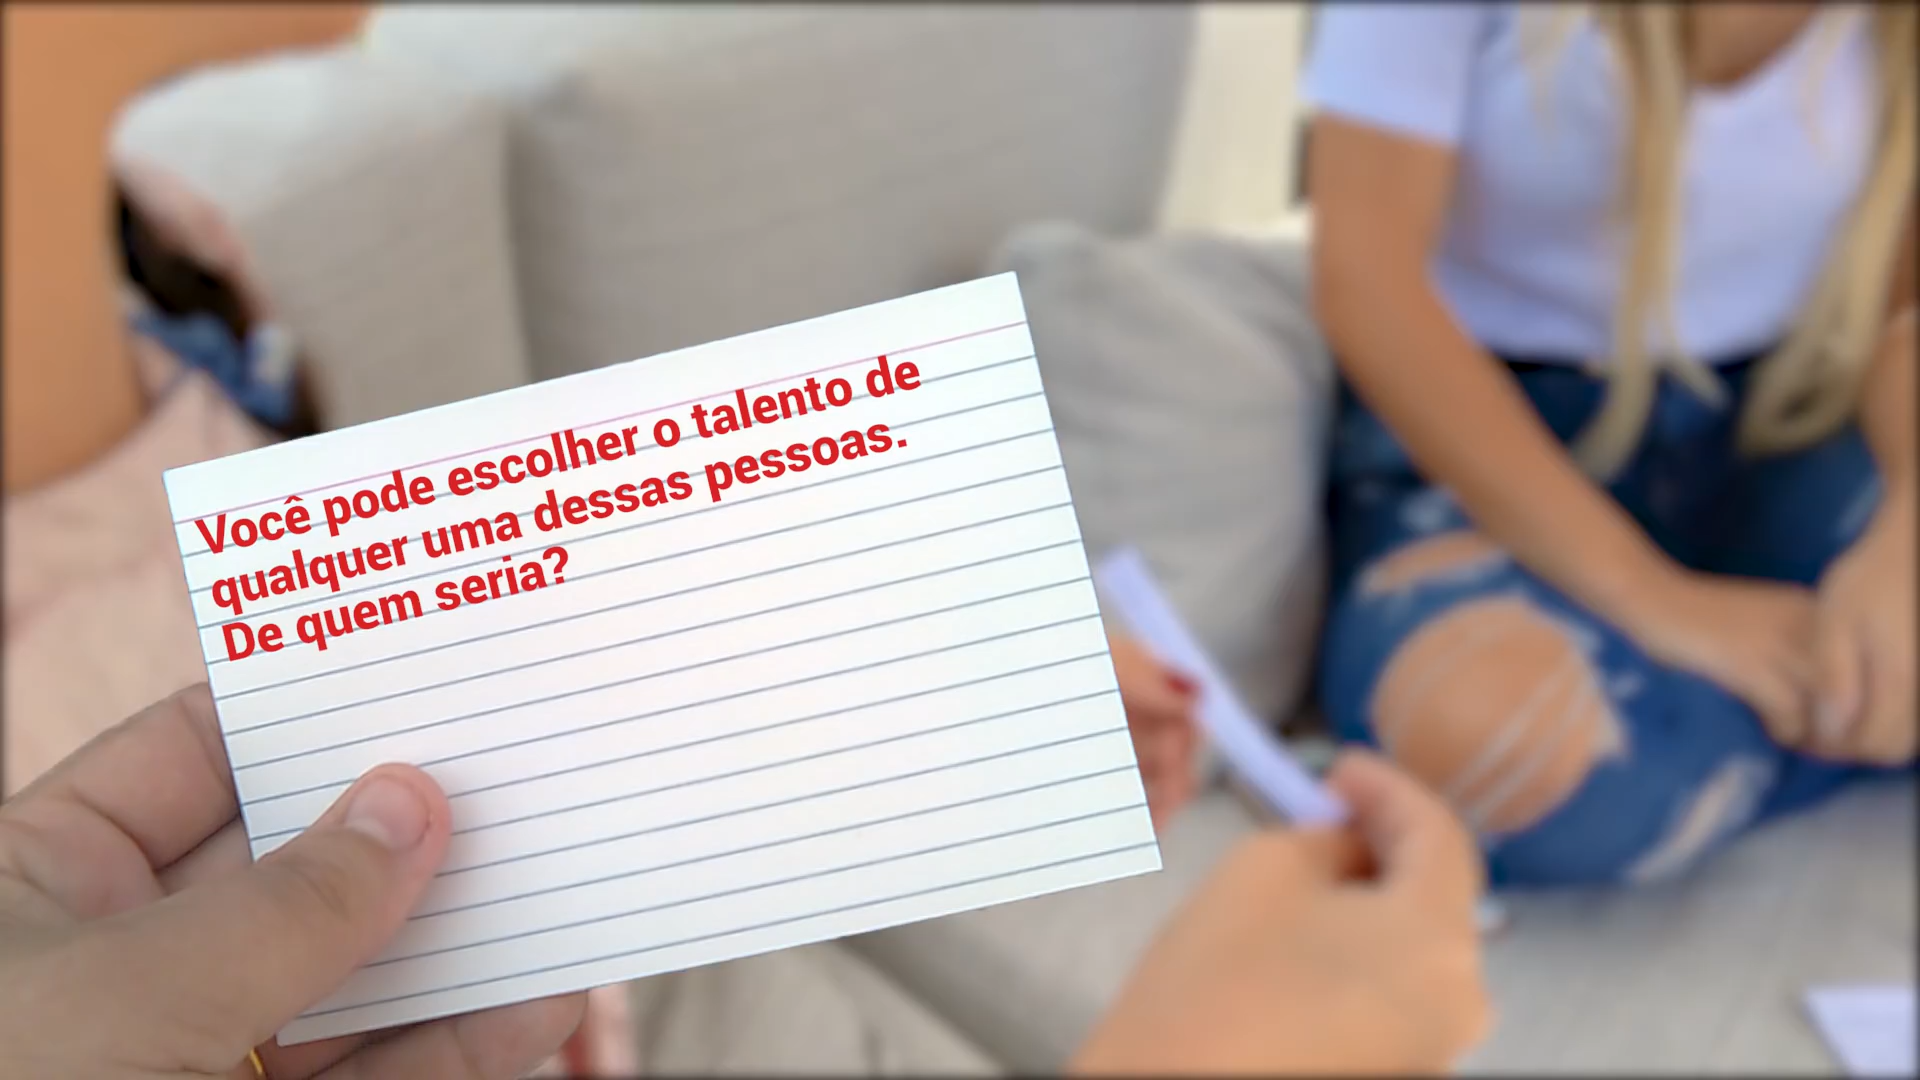 Você pode escolher o talento de
qualquer uma dessas pessoas.
De quem seria?